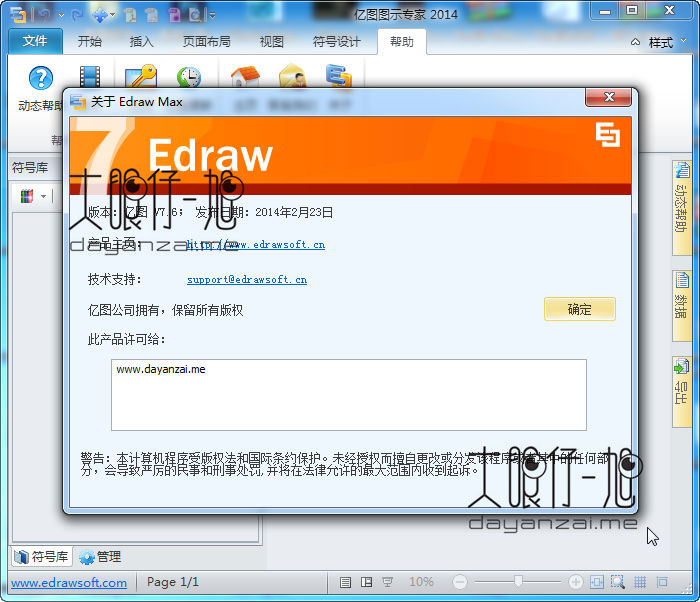 亿图图示专家 2014
文件 开始 插入 页面布局 视图 符号设计 帮助 样式
动态帮助
符号库
关于 Edraw Max
7 Edraw
大眼仔~旭
dayanzai.me
版本: 亿图 V7.6; 发布日期: 2014年2月23日
产品主页: http://www.edrawsoft.cn
技术支持: support@edrawsoft.cn
亿图公司拥有，保留所有版权
确定
此产品许可给:
www.dayanzai.me
警告: 本计算机程序受版权法和国际条约保护。未经授权而擅自更改或分发该程序或者其中的任何部
分，会导致严厉的民事和刑事处罚,并将在法律允许的最大范围内收到起诉。
大眼仔~旭
dayanzai.me
动态帮助
数据
导出
符号库 管理
www.edrawsoft.com Page 1/1 10%